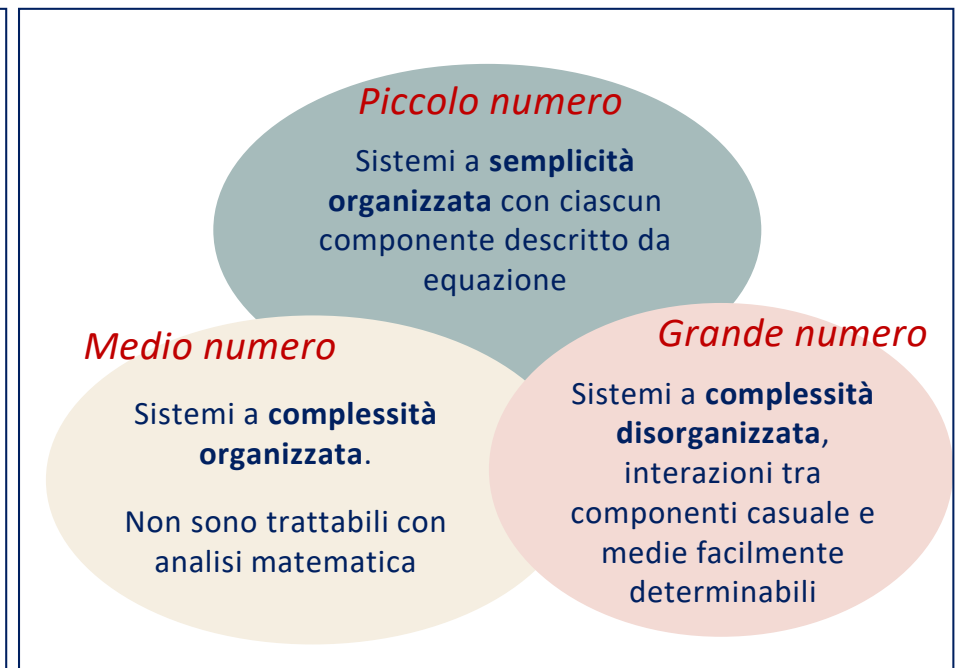 Piccolo numero
Sistemi a semplicità
organizzata con ciascun
componente descritto da
equazione
Medio numero
Sistemi a complessità
organizzata.
Non sono trattabili con
analisi matematica
Grande numero
Sistemi a complessità
disorganizzata,
interazioni tra
componenti casuale e
medie facilmente
determinabili